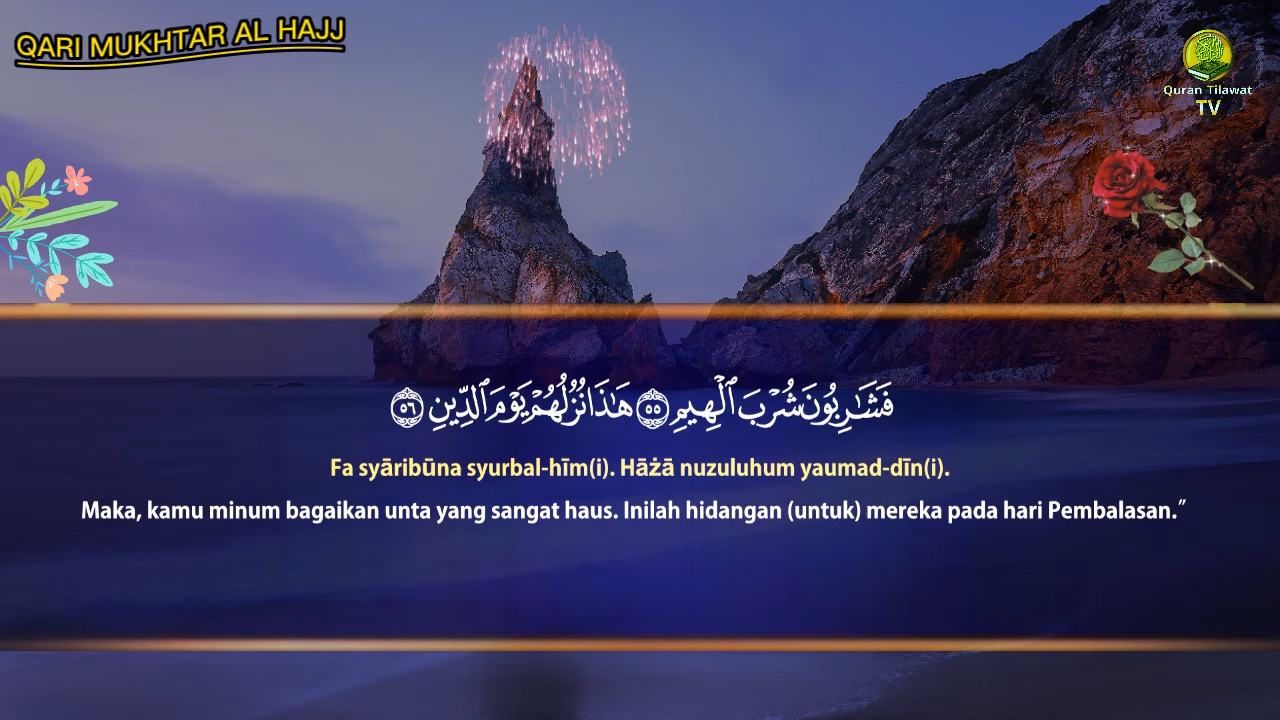 QARI MUKHTAR AL HAJJ
Quran Tilawat
TV
فَشَٰرِبُونَ شُرْبَ ٱلْهِيمِ ٥٥ هَٰذَا نُزُلُهُمْ يَوْمَ ٱلدِّينِ ٥٦
Fa syāribūna syurbal-hīm(i). Hāżā nuzuluhum yaumad-dīn(i).
Maka, kamu minum bagaikan unta yang sangat haus. Inilah hidangan (untuk) mereka pada hari Pembalasan.”